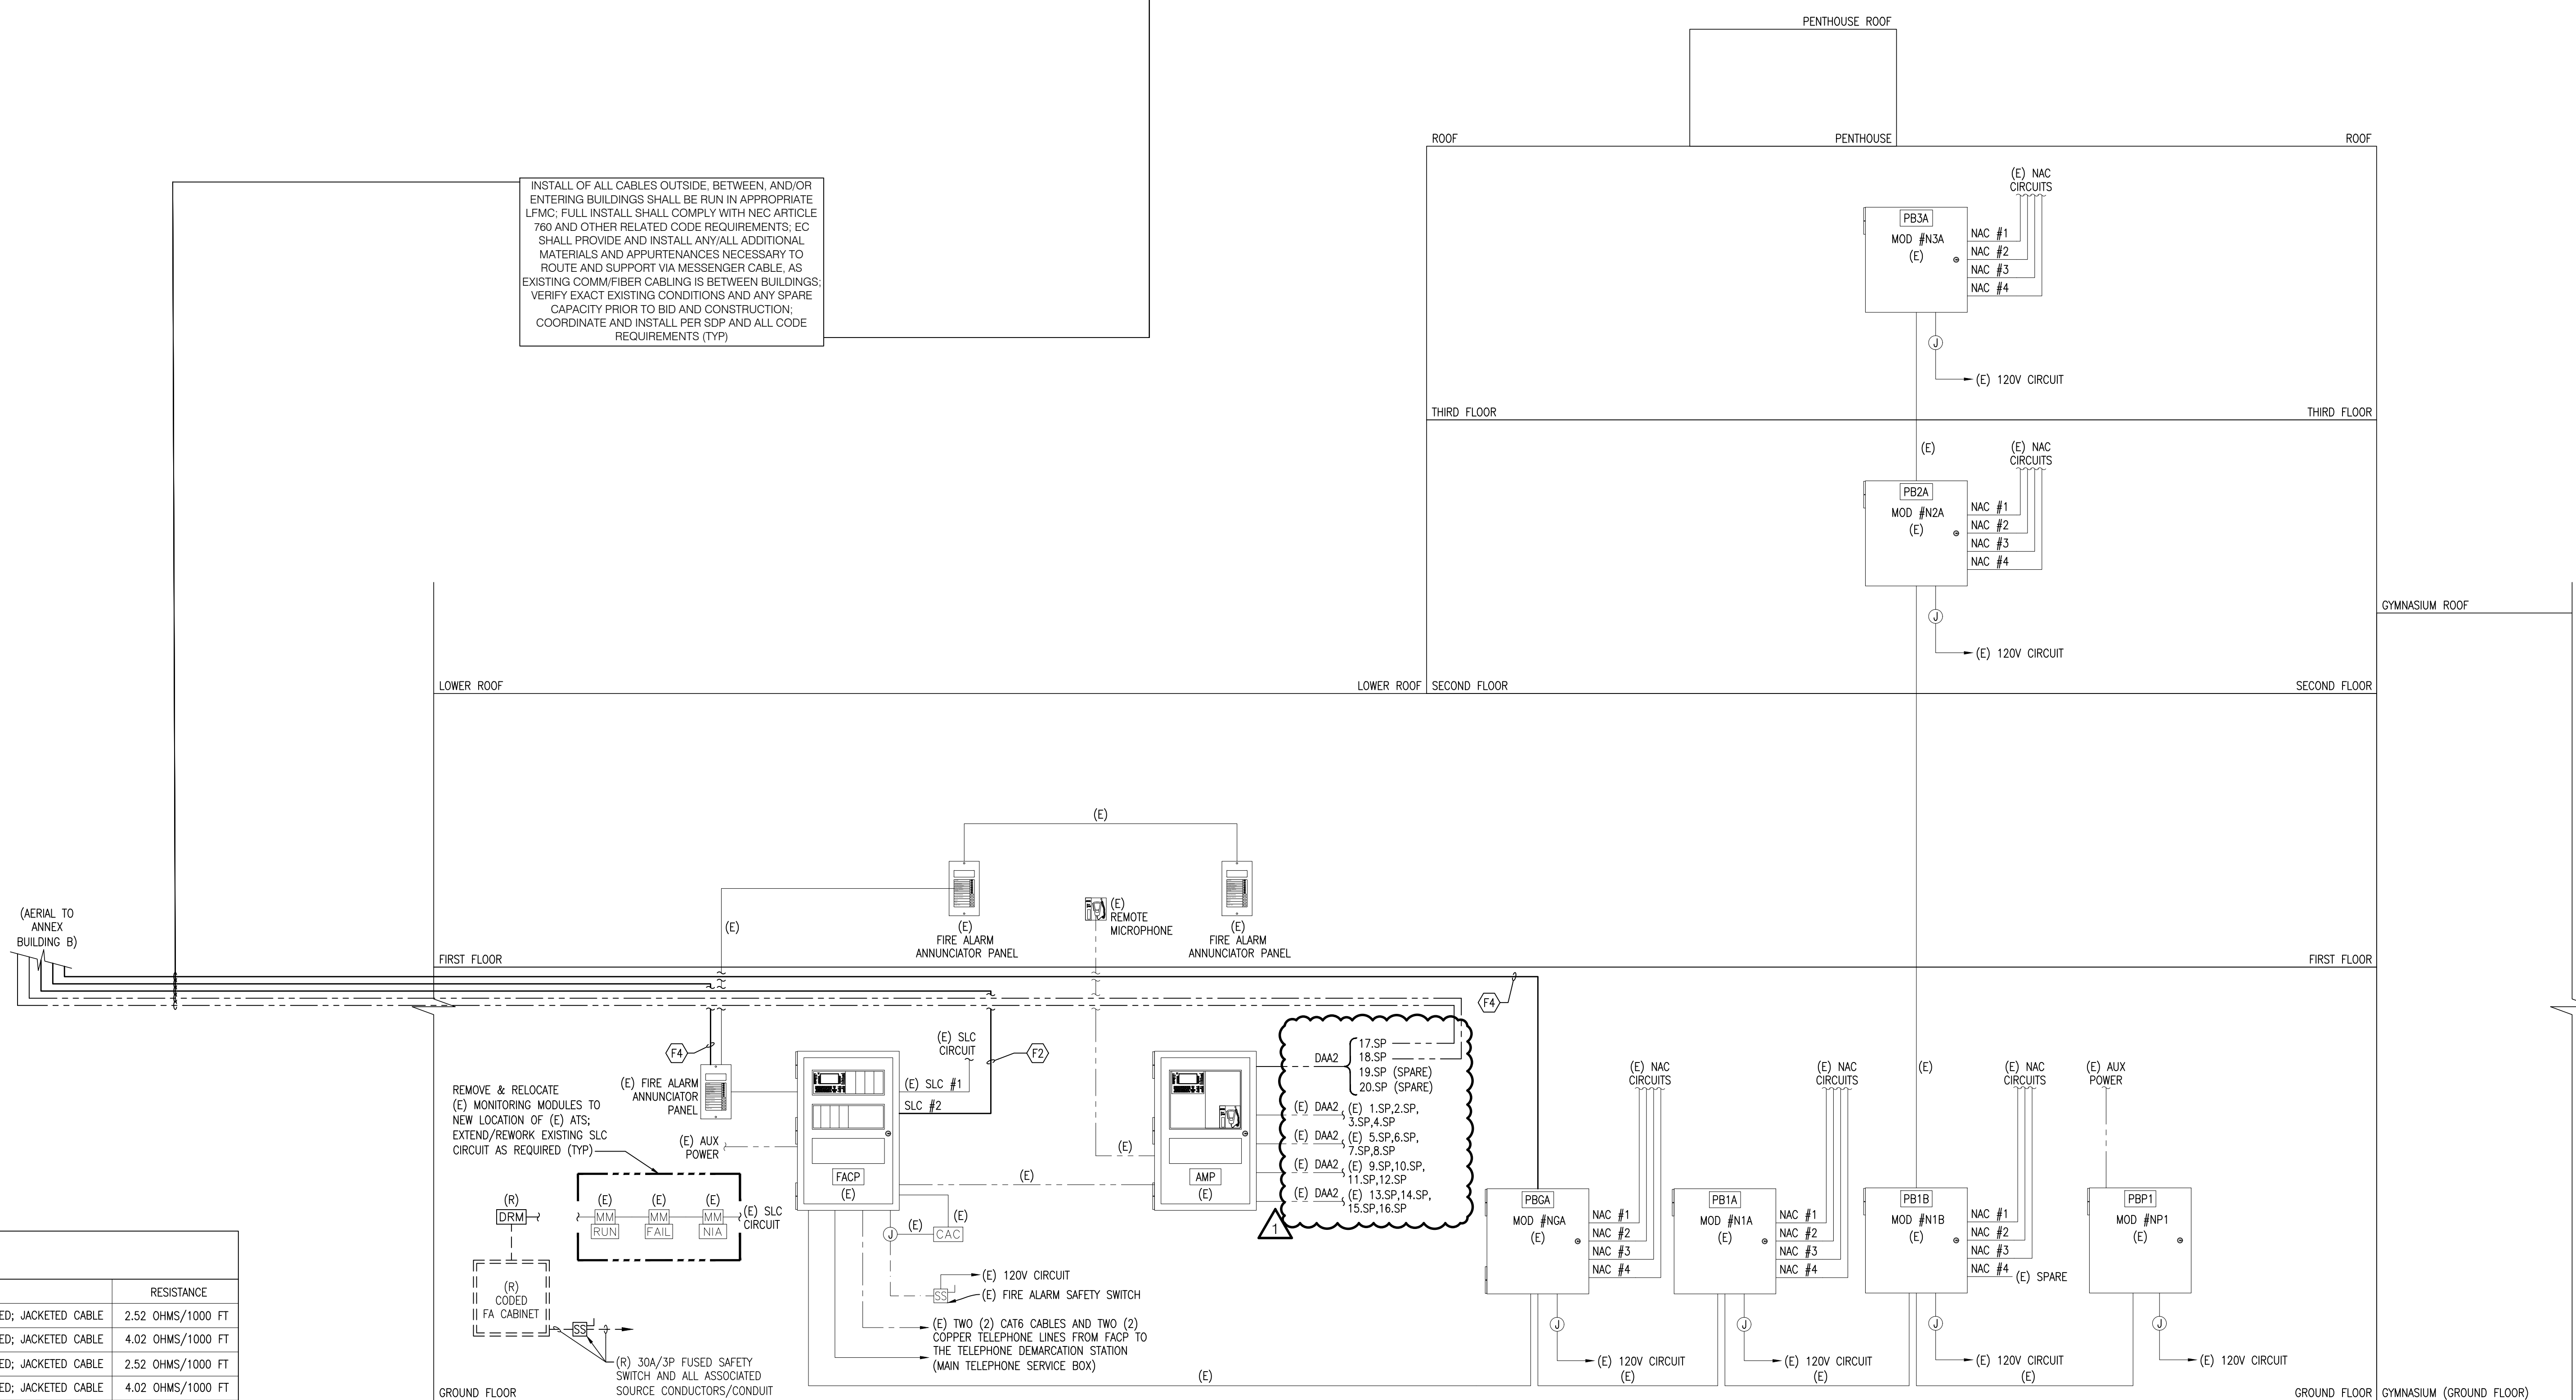 PENTHOUSE ROOF
ROOF
PENTHOUSE
ROOF
INSTALL OF ALL CABLES OUTSIDE, BETWEEN, AND/OR
ENTERING BUILDINGS SHALL BE RUN IN APPROPRIATE
LFMC; FULL INSTALL SHALL COMPLY WITH NEC ARTICLE
760 AND OTHER RELATED CODE REQUIREMENTS; EC
SHALL PROVIDE AND INSTALL ANY/ALL ADDITIONAL
MATERIALS AND APPURTENANCES NECESSARY TO
ROUTE AND SUPPORT VIA MESSENGER CABLE, AS
EXISTING COMM/FIBER CABLING IS BETWEEN BUILDINGS;
VERIFY EXACT EXISTING CONDITIONS AND ANY SPARE
CAPACITY PRIOR TO BID AND CONSTRUCTION;
COORDINATE AND INSTALL PER SDP AND ALL CODE
REQUIREMENTS (TYP)
(E) NAC
CIRCUITS
PB3A
MOD #N3A
(E)
NAC #1
NAC #2
NAC #3
NAC #4
J
(E) 120V CIRCUIT
THIRD FLOOR
THIRD FLOOR
(E)
(E) NAC
CIRCUITS
PB2A
MOD #N2A
(E)
NAC #1
NAC #2
NAC #3
NAC #4
J
(E) 120V CIRCUIT
GYMNASIUM ROOF
LOWER ROOF
LOWER ROOF
SECOND FLOOR
SECOND FLOOR
(E)
(E)
(E)
FIRE ALARM
ANNUNCIATOR PANEL
(E)
REMOTE
MICROPHONE
(E)
FIRE ALARM
ANNUNCIATOR PANEL
(AERIAL TO
ANNEX
BUILDING B)
FIRST FLOOR
FIRST FLOOR
F4
F4
F2
(E) FIRE ALARM
ANNUNCIATOR
PANEL
(E) SLC
CIRCUIT
(E) SLC #1
SLC #2
(E) AUX
POWER
FACP
(E)
(E)
(E)
AMP
(E)
DAA2
17.SP
18.SP
19.SP (SPARE)
20.SP (SPARE)
(E) DAA2
(E) 1.SP,2.SP,
3.SP,4.SP
(E) DAA2
(E) 5.SP,6.SP,
7.SP,8.SP
(E) DAA2
(E) 9.SP,10.SP,
11.SP,12.SP
(E) DAA2
(E) 13.SP,14.SP,
15.SP,16.SP
1
REMOVE & RELOCATE
(E) MONITORING MODULES TO
NEW LOCATION OF (E) ATS;
EXTEND/REWORK EXISTING SLC
CIRCUIT AS REQUIRED (TYP)
(R)
DRM
(E)
MM
RUN
(E)
MM
FAIL
(E)
MM
NIA
(E) SLC
CIRCUIT
(R)
CODED
FA CABINET
SS
(R) 30A/3P FUSED SAFETY
SWITCH AND ALL ASSOCIATED
SOURCE CONDUCTORS/CONDUIT
J
(E)
(E)
CAC
SS
(E) 120V CIRCUIT
(E) FIRE ALARM SAFETY SWITCH
(E) TWO (2) CAT6 CABLES AND TWO (2)
COPPER TELEPHONE LINES FROM FACP TO
THE TELEPHONE DEMARCATION STATION
(MAIN TELEPHONE SERVICE BOX)
(E)
(E) NAC
CIRCUITS
PBGA
MOD #NGA
(E)
NAC #1
NAC #2
NAC #3
NAC #4
J
(E) 120V CIRCUIT
(E)
(E) NAC
CIRCUITS
PB1A
MOD #N1A
(E)
NAC #1
NAC #2
NAC #3
NAC #4
J
(E) 120V CIRCUIT
(E)
(E)
(E) NAC
CIRCUITS
PB1B
MOD #N1B
(E)
NAC #1
NAC #2
NAC #3
NAC #4
(E) SPARE
J
(E) 120V CIRCUIT
(E)
(E) AUX
POWER
PBP1
MOD #NP1
(E)
J
(E) 120V CIRCUIT
RESISTANCE
JACKETED CABLE 2.52 OHMS/1000 FT
JACKETED CABLE 4.02 OHMS/1000 FT
JACKETED CABLE 2.52 OHMS/1000 FT
JACKETED CABLE 4.02 OHMS/1000 FT
GROUND FLOOR
GROUND FLOOR
GYMNASIUM (GROUND FLOOR)